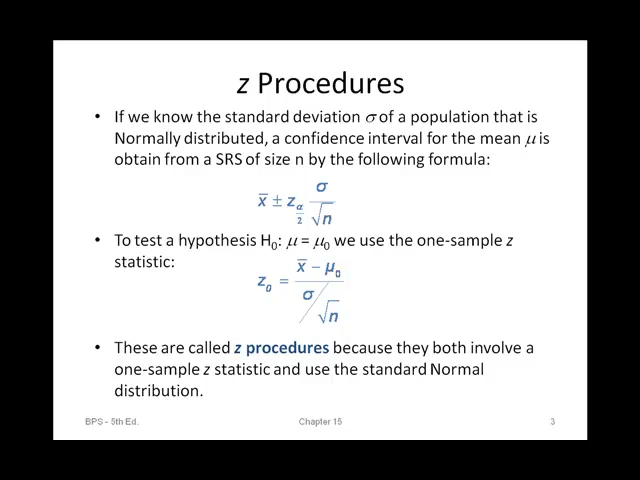 z Procedures
• If we know the standard deviation σ of a population that is
Normally distributed, a confidence interval for the mean μ is
obtain from a SRS of size n by the following formula:
x̅ ± z_(α/2) σ/√n
• To test a hypothesis H₀: μ = μ₀ we use the one-sample z
statistic:
z₀ = (x̅ − μ₀)/(σ/√n)
• These are called z procedures because they both involve a
one-sample z statistic and use the standard Normal
distribution.
BPS - 5th Ed. Chapter 15 3